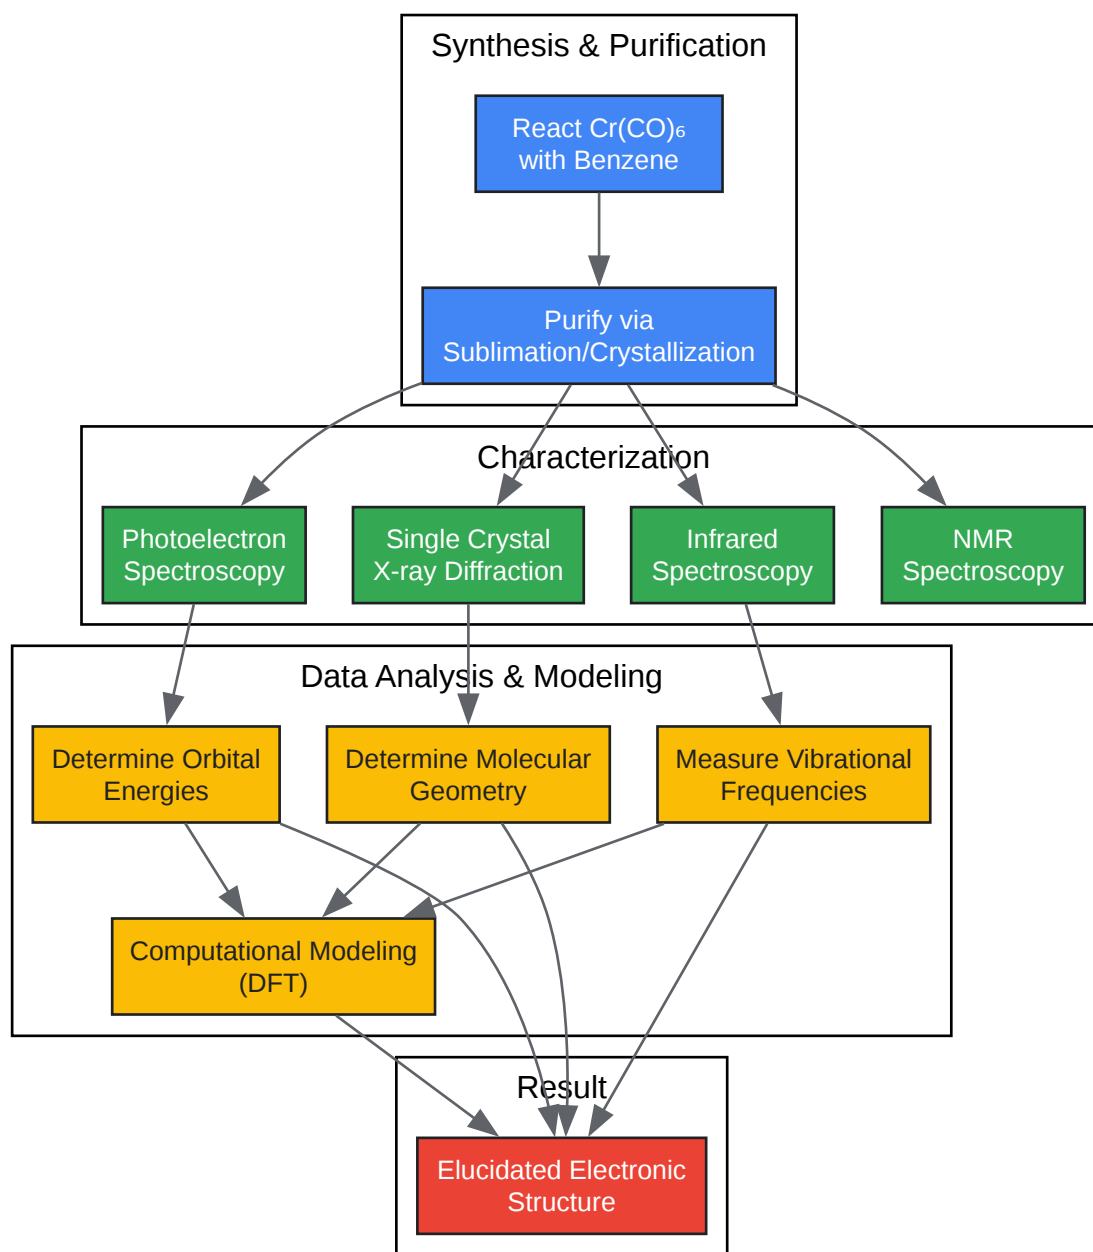 Synthesis & Purification
React Cr(CO)₆
with Benzene
Purify via
Sublimation/Crystallization
Characterization
Photoelectron
Spectroscopy
Single Crystal
X-ray Diffraction
Infrared
Spectroscopy
NMR
Spectroscopy
Data Analysis & Modeling
Determine Orbital
Energies
Determine Molecular
Geometry
Measure Vibrational
Frequencies
Computational Modeling
(DFT)
Result
Elucidated Electronic
Structure